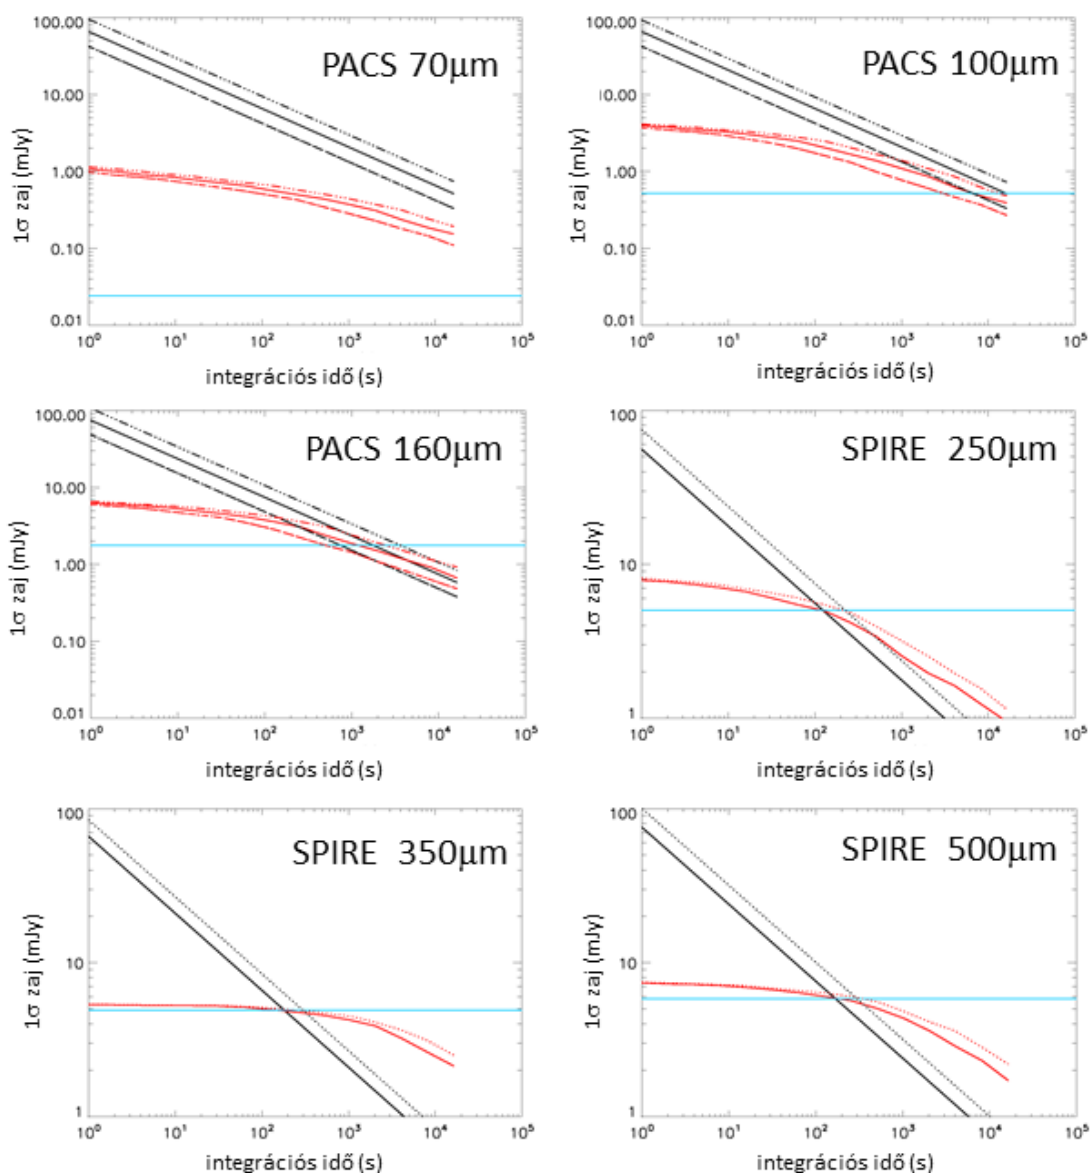 PACS 70μm
PACS 100μm
100.00
10.00
1.00
0.10
0.01
1σ zaj (mJy)
10⁰ 10¹ 10² 10³ 10⁴ 10⁵
integrációs idő (s)
100.00
10.00
1.00
0.10
0.01
1σ zaj (mJy)
10⁰ 10¹ 10² 10³ 10⁴ 10⁵
integrációs idő (s)
PACS 160μm
SPIRE 250μm
100.00
10.00
1.00
0.10
0.01
1σ zaj (mJy)
10⁰ 10¹ 10² 10³ 10⁴ 10⁵
integrációs idő (s)
100
10
1
1σ zaj (mJy)
10⁰ 10¹ 10² 10³ 10⁴ 10⁵
integrációs idő (s)
SPIRE 350μm
SPIRE 500μm
100
10
1
1σ zaj (mJy)
10⁰ 10¹ 10² 10³ 10⁴ 10⁵
integrációs idő (s)
100
10
1
1σ zaj (mJy)
10⁰ 10¹ 10² 10³ 10⁴ 10⁵
integrációs idő (s)